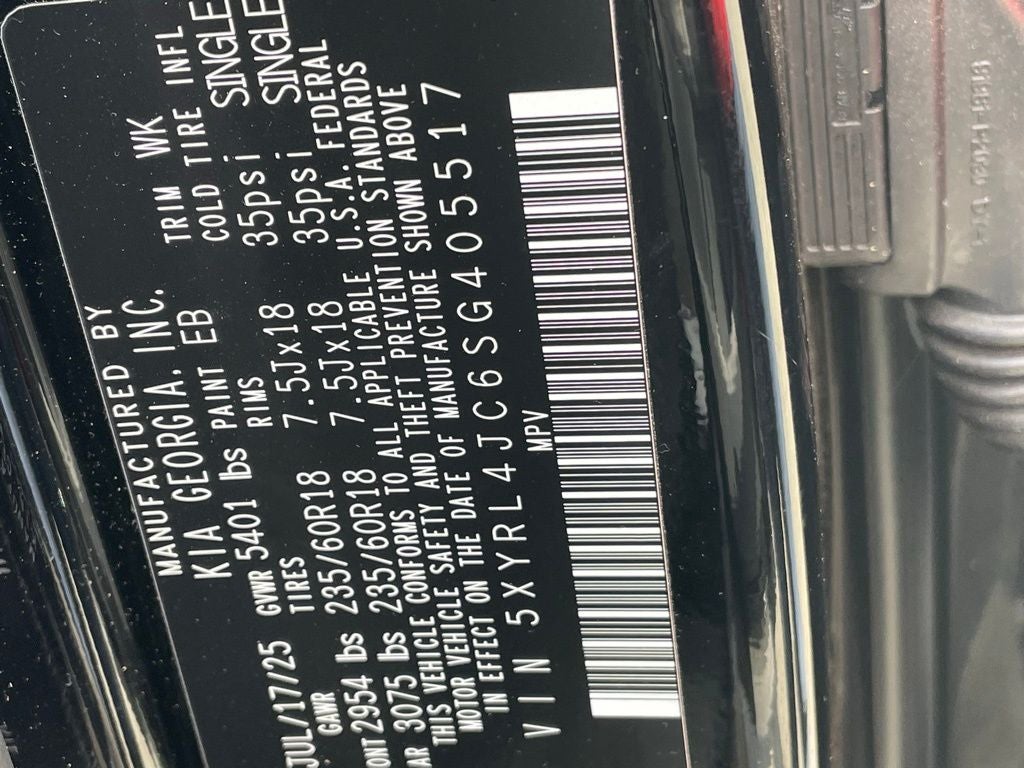 MANUFACTURED BY
KIA GEORGIA. INC.
PAINT EB TRIM WK
JUL/17/25 GVWR 5401 lbs
GAWR TIRES RIMS COLD TIRE INFL
ONT 2954 lbs 235/60R18 7.5Jx18 35psi SINGLE
AR 3075 lbs 235/60R18 7.5Jx18 35psi SINGLE
THIS VEHICLE CONFORMS TO ALL APPLICABLE U.S.A. FEDERAL
MOTOR VEHICLE SAFETY AND THEFT PREVENTION STANDARDS
IN EFFECT ON THE DATE OF MANUFACTURE SHOWN ABOVE
MPV
VIN 5XYRL4JC6SG405517